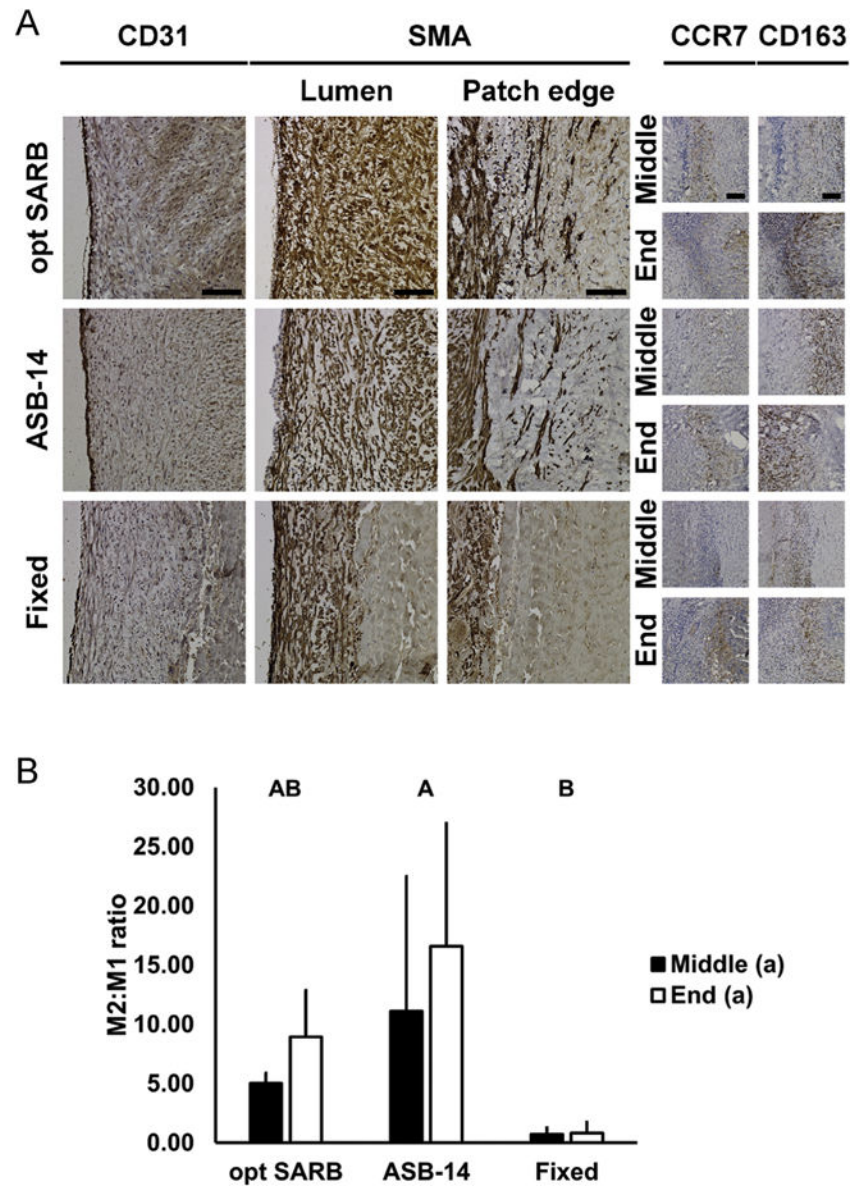 A
CD31 SMA CCR7 CD163
Lumen Patch edge
opt SARB
Middle
End
ASB-14
Middle
End
Fixed
Middle
End
B
30.00
25.00
20.00
15.00
10.00
5.00
0.00
M2:M1 ratio
AB A B
Middle (a)
End (a)
opt SARB ASB-14 Fixed